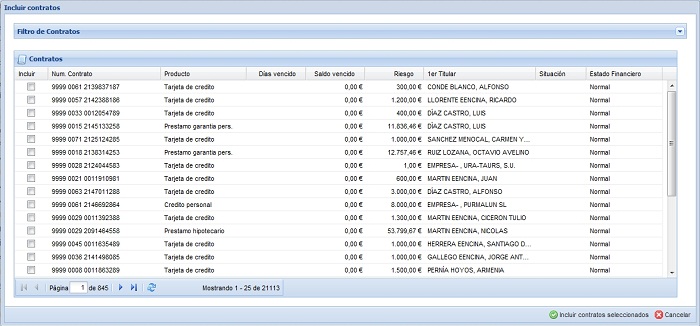 Incluir contratos
Filtro de Contratos
Contratos
Incluir Num. Contrato Producto Días vencido Saldo vencido Riesgo 1er Titular Situación Estado Financiero
9999 0061 2139837187 Tarjeta de credito 0,00 € 300,00 € CONDE BLANCO, ALFONSO Normal
9999 0057 2142388186 Tarjeta de credito 0,00 € 1.200,00 € LLORENTE EENCINA, RICARDO Normal
9999 0033 0012054789 Tarjeta de credito 0,00 € 400,00 € DÍAZ CASTRO, LUIS Normal
9999 0015 2145133258 Prestamo garantia pers. 0,00 € 11.836,46 € DÍAZ CASTRO, LUIS Normal
9999 0071 2125124285 Tarjeta de credito 0,00 € 1.000,00 € SANCHEZ MENOCAL, CARMEN Y... Normal
9999 0018 2138314253 Prestamo garantia pers. 0,00 € 12.757,46 € RUIZ LOZANA, OCTAVIO AVELINO Normal
9999 0028 2124044583 Tarjeta de credito 0,00 € 1,00 € EMPRESA- , URA-TAURS, S.U. Normal
9999 0021 0011910981 Tarjeta de credito 0,00 € 600,00 € MARTIN EENCINA, JUAN Normal
9999 0063 2147011288 Tarjeta de credito 0,00 € 3.000,00 € DÍAZ CASTRO, ALFONSO Normal
9999 0061 2146692864 Credito personal 0,00 € 8.000,00 € EMPRESA- , PURMALUN SL Normal
9999 0029 0011392388 Tarjeta de credito 0,00 € 1.300,00 € MARTIN EENCINA, CICERON TULIO Normal
9999 0029 2091464558 Prestamo hipotecario 0,00 € 53.799,67 € MARTIN EENCINA, NICOLAS Normal
9999 0045 0011635489 Tarjeta de credito 0,00 € 1.000,00 € HERRERA EENCINA, SANTIAGO D... Normal
9999 0036 2141498085 Tarjeta de credito 0,00 € 1.000,00 € GALLEGO EENCINA, JORGE ANT... Normal
9999 0008 0011863289 Tarjeta de credito 0,00 € 1.500,00 € PERNÍA HOYOS, ARMENIA Normal
Página 1 de 845 Mostrando 1 - 25 de 21113
Incluir contratos seleccionados Cancelar